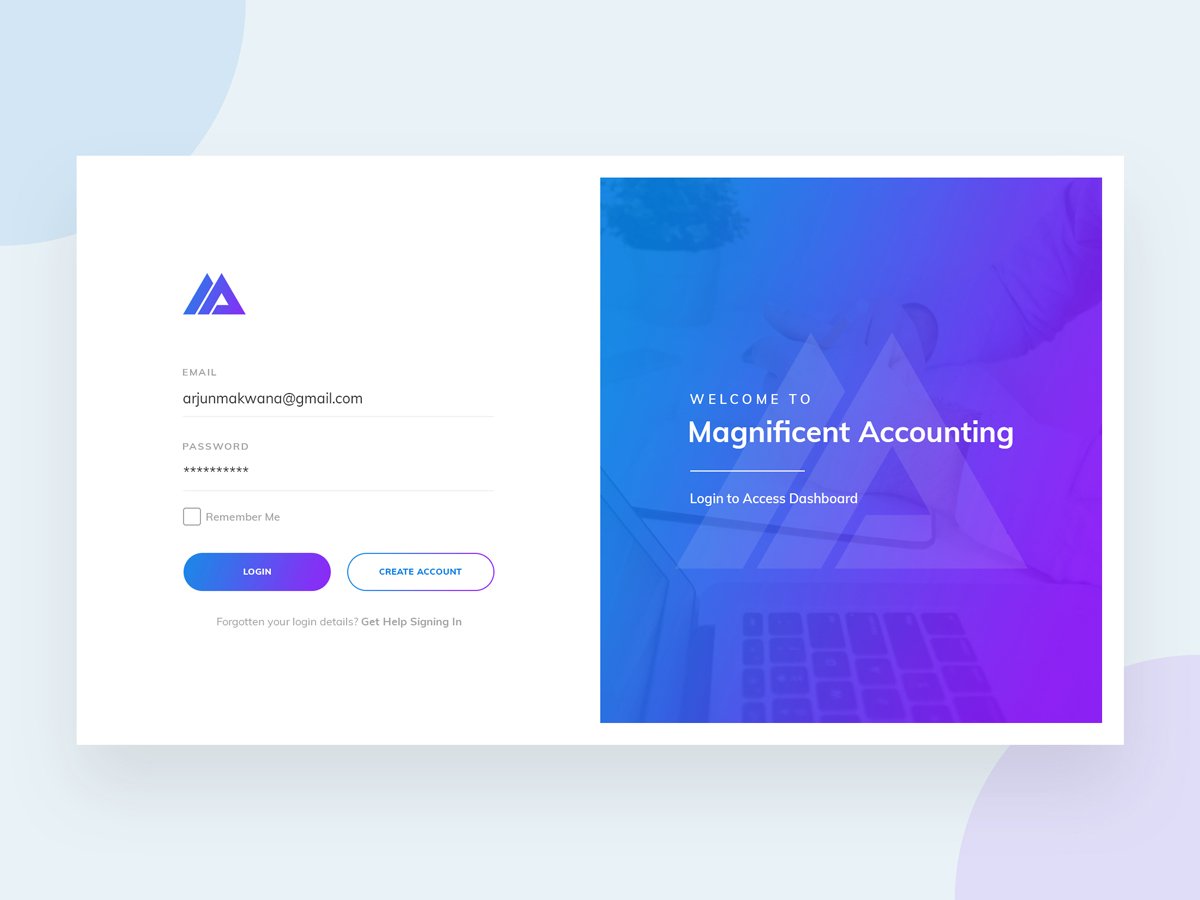 EMAIL
arjunmakwana@gmail.com
PASSWORD
**********
Remember Me
LOGIN
CREATE ACCOUNT
Forgotten your login details? Get Help Signing In
WELCOME TO
Magnificent Accounting
Login to Access Dashboard